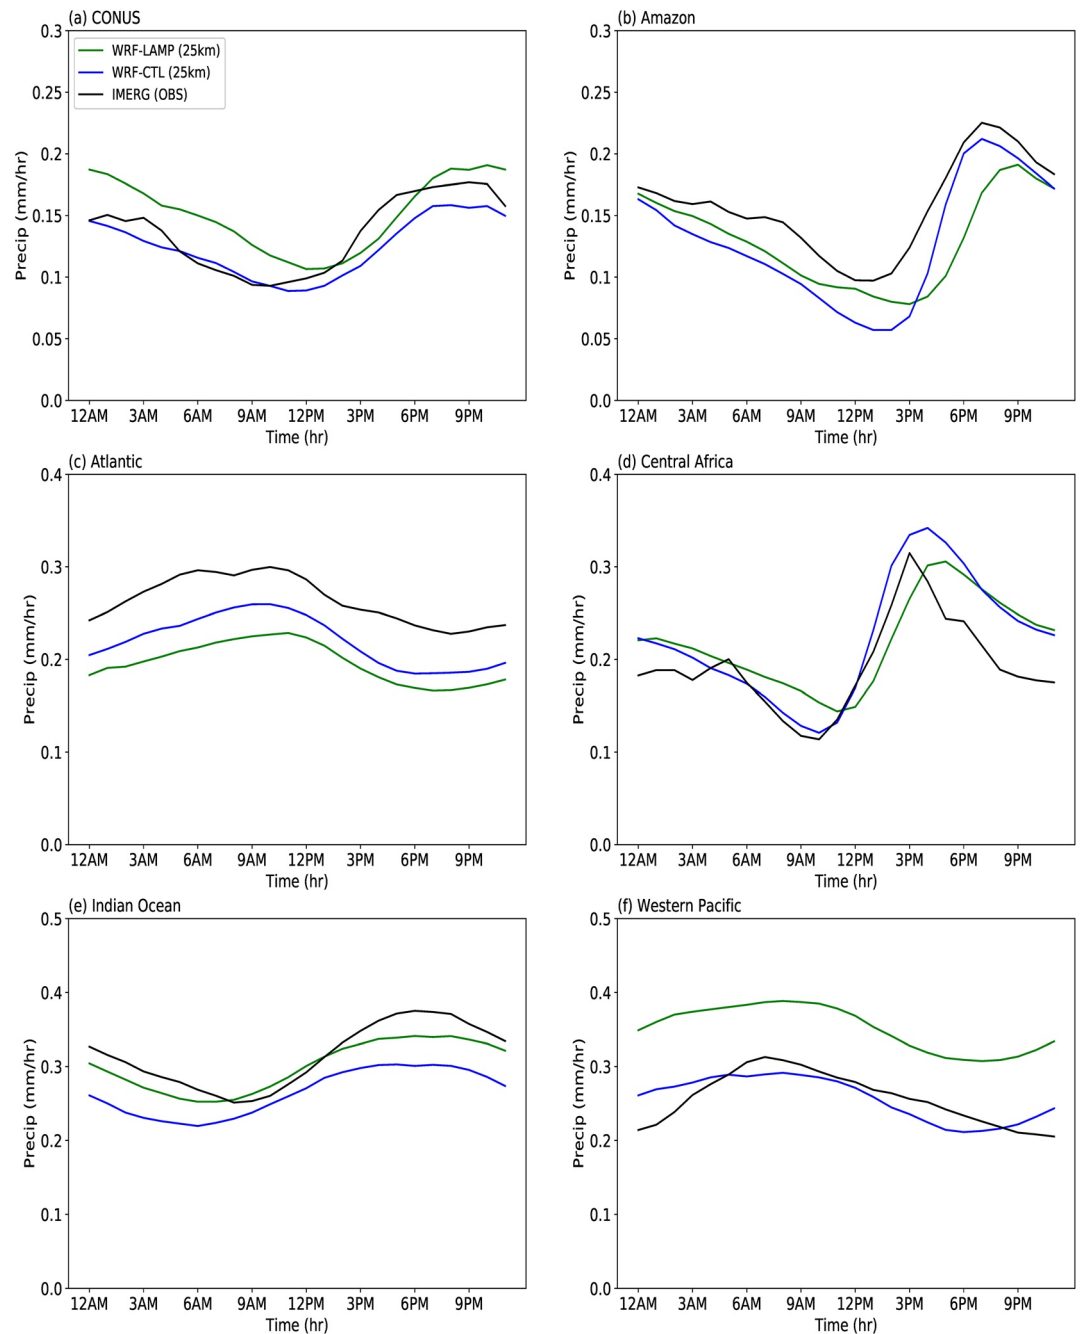 (a) CONUS
0.3
0.25
0.2
0.15
0.1
0.05
0.0
Precip (mm/hr)
WRF-LAMP (25km)
WRF-CTL (25km)
IMERG (OBS)
12AM 3AM 6AM 9AM 12PM 3PM 6PM 9PM
Time (hr)
(b) Amazon
0.3
0.25
0.2
0.15
0.1
0.05
0.0
Precip (mm/hr)
12AM 3AM 6AM 9AM 12PM 3PM 6PM 9PM
Time (hr)
(c) Atlantic
0.4
0.3
0.2
0.1
0.0
Precip (mm/hr)
12AM 3AM 6AM 9AM 12PM 3PM 6PM 9PM
Time (hr)
(d) Central Africa
0.4
0.3
0.2
0.1
0.0
Precip (mm/hr)
12AM 3AM 6AM 9AM 12PM 3PM 6PM 9PM
Time (hr)
(e) Indian Ocean
0.5
0.4
0.3
0.2
0.1
0.0
Precip (mm/hr)
12AM 3AM 6AM 9AM 12PM 3PM 6PM 9PM
Time (hr)
(f) Western Pacific
0.5
0.4
0.3
0.2
0.1
0.0
Precip (mm/hr)
12AM 3AM 6AM 9AM 12PM 3PM 6PM 9PM
Time (hr)